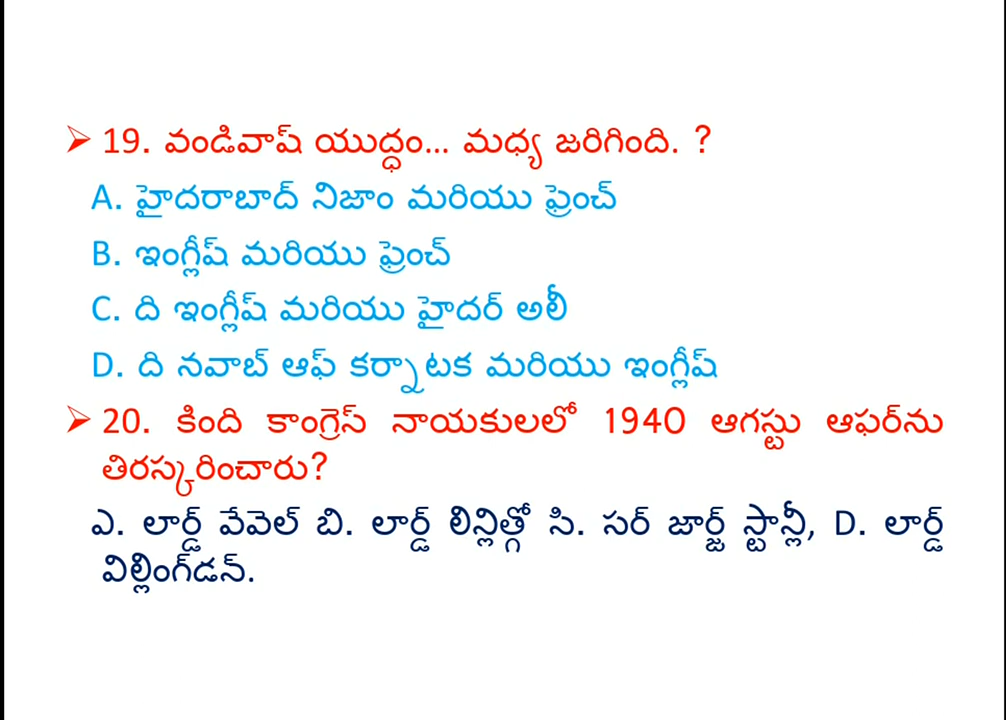 ➢ 19. వండివాష్ యుద్ధం... మధ్య జరిగింది. ?
A. హైదరాబాద్ నిజాం మరియు ఫ్రెంచ్
B. ఇంగ్లీష్ మరియు ఫ్రెంచ్
C. ది ఇంగ్లీష్ మరియు హైదర్ అలీ
D. ది నవాబ్ ఆఫ్ కర్నాటక మరియు ఇంగ్లీష్
➢ 20. కింది కాంగ్రెస్ నాయకులలో 1940 ఆగస్టు ఆఫర్‌ను
తిరస్కరించారు?
ఎ. లార్డ్ వేవెల్ బి. లార్డ్ లిన్లిత్గో సి. సర్ జార్జ్ స్టాన్లీ, D. లార్డ్
విల్లింగ్‌డన్.